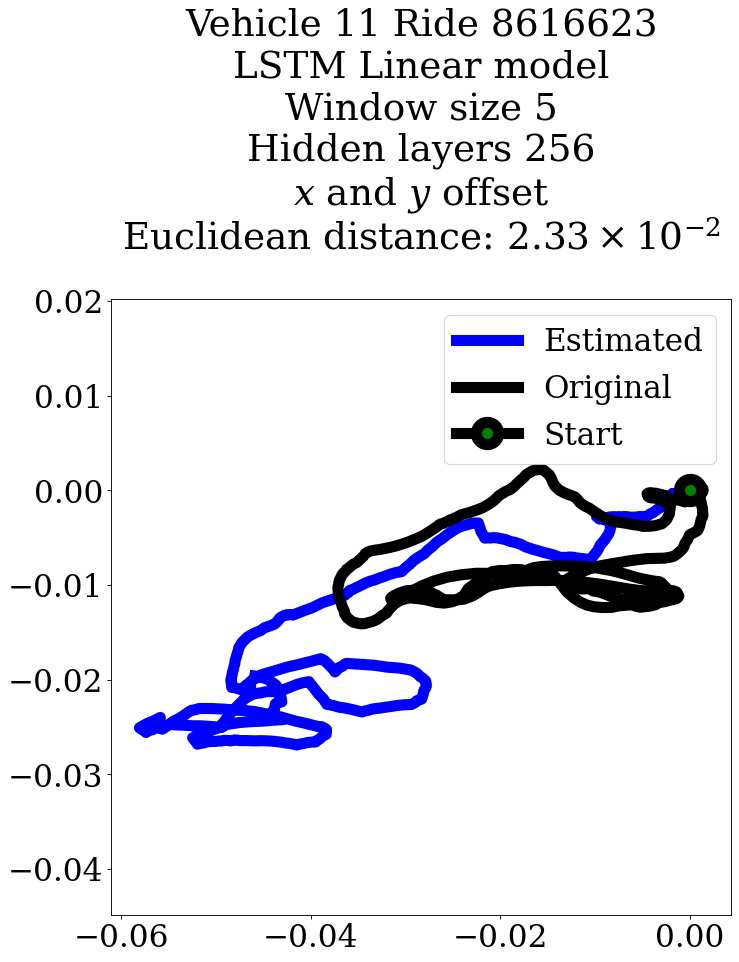 Vehicle 11 Ride 8616623
LSTM Linear model
Window size 5
Hidden layers 256
x and y offset
Euclidean distance: 2.33 × 10⁻²
Estimated
Original
Start
0.02
0.01
0.00
−0.01
−0.02
−0.03
−0.04
−0.06 −0.04 −0.02 0.00